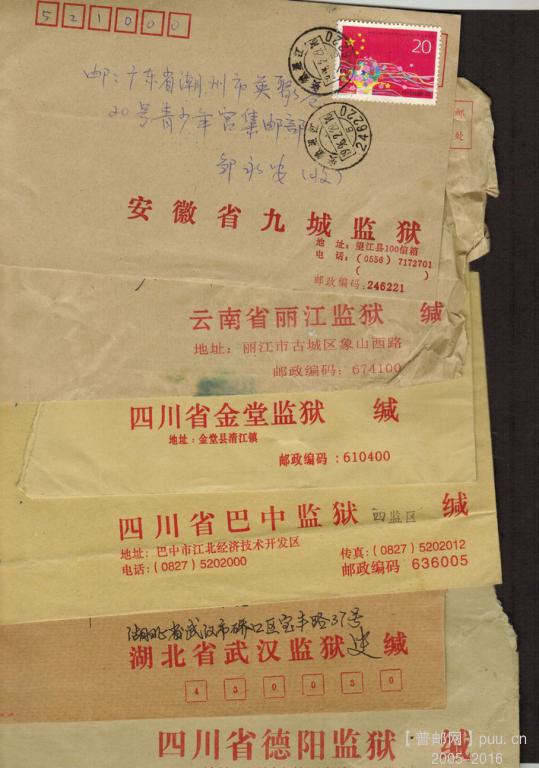 521000
邮:广东省潮州市英聚巷
20号青少年宫集邮部
邹永安(收)
20
246220
246220
邮
处
安徽省九城监狱
地 址:望江县100信箱
电 话:(0556) 7172701
( )
邮政编码:246221
云南省丽江监狱 缄
地址:丽江市古城区象山西路
邮政编码:674100
四川省金堂监狱 缄
地址:金堂县清江镇
邮政编码:610400
四川省巴中监狱 四监区 缄
地址:巴中市江北经济技术开发区 传真:(0827)5202012
电话:(0827)5202000 邮政编码 636005
湖北省武汉市硚口区宝丰路37号
湖北省武汉监狱 缄
430030
四川省德阳监狱 缄
【普邮网】puu.cn
2005-2016